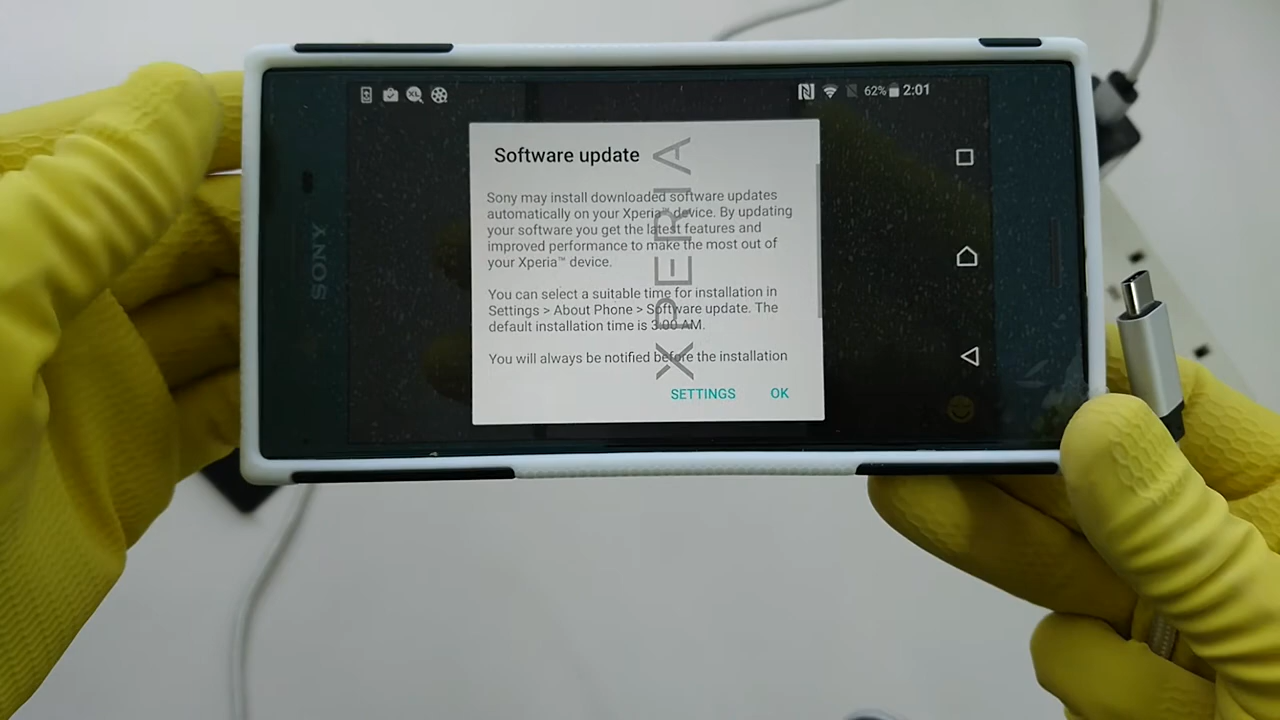 62% 2:01
Software update
Sony may install downloaded software updates
automatically on your Xperia™ device. By updating
your software you get the latest features and
improved performance to make the most out of
your Xperia™ device.
You can select a suitable time for installation in
Settings > About Phone > Software update. The
default installation time is 3:00 AM.
You will always be notified before the installation
SETTINGS OK
SONY
XPERIA